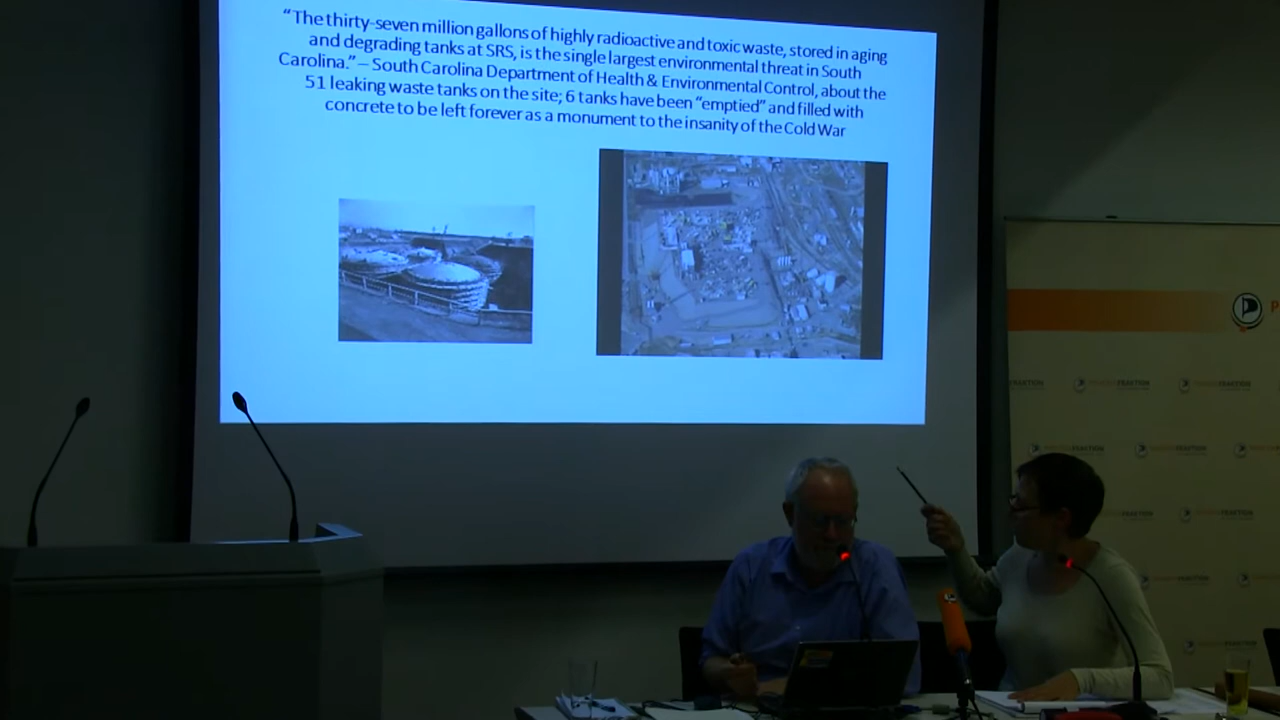 “The thirty-seven million gallons of highly radioactive and toxic waste, stored in aging
and degrading tanks at SRS, is the single largest environmental threat in South
Carolina.” – South Carolina Department of Health & Environmental Control, about the
51 leaking waste tanks on the site; 6 tanks have been “emptied” and filled with
concrete to be left forever as a monument to the insanity of the Cold War